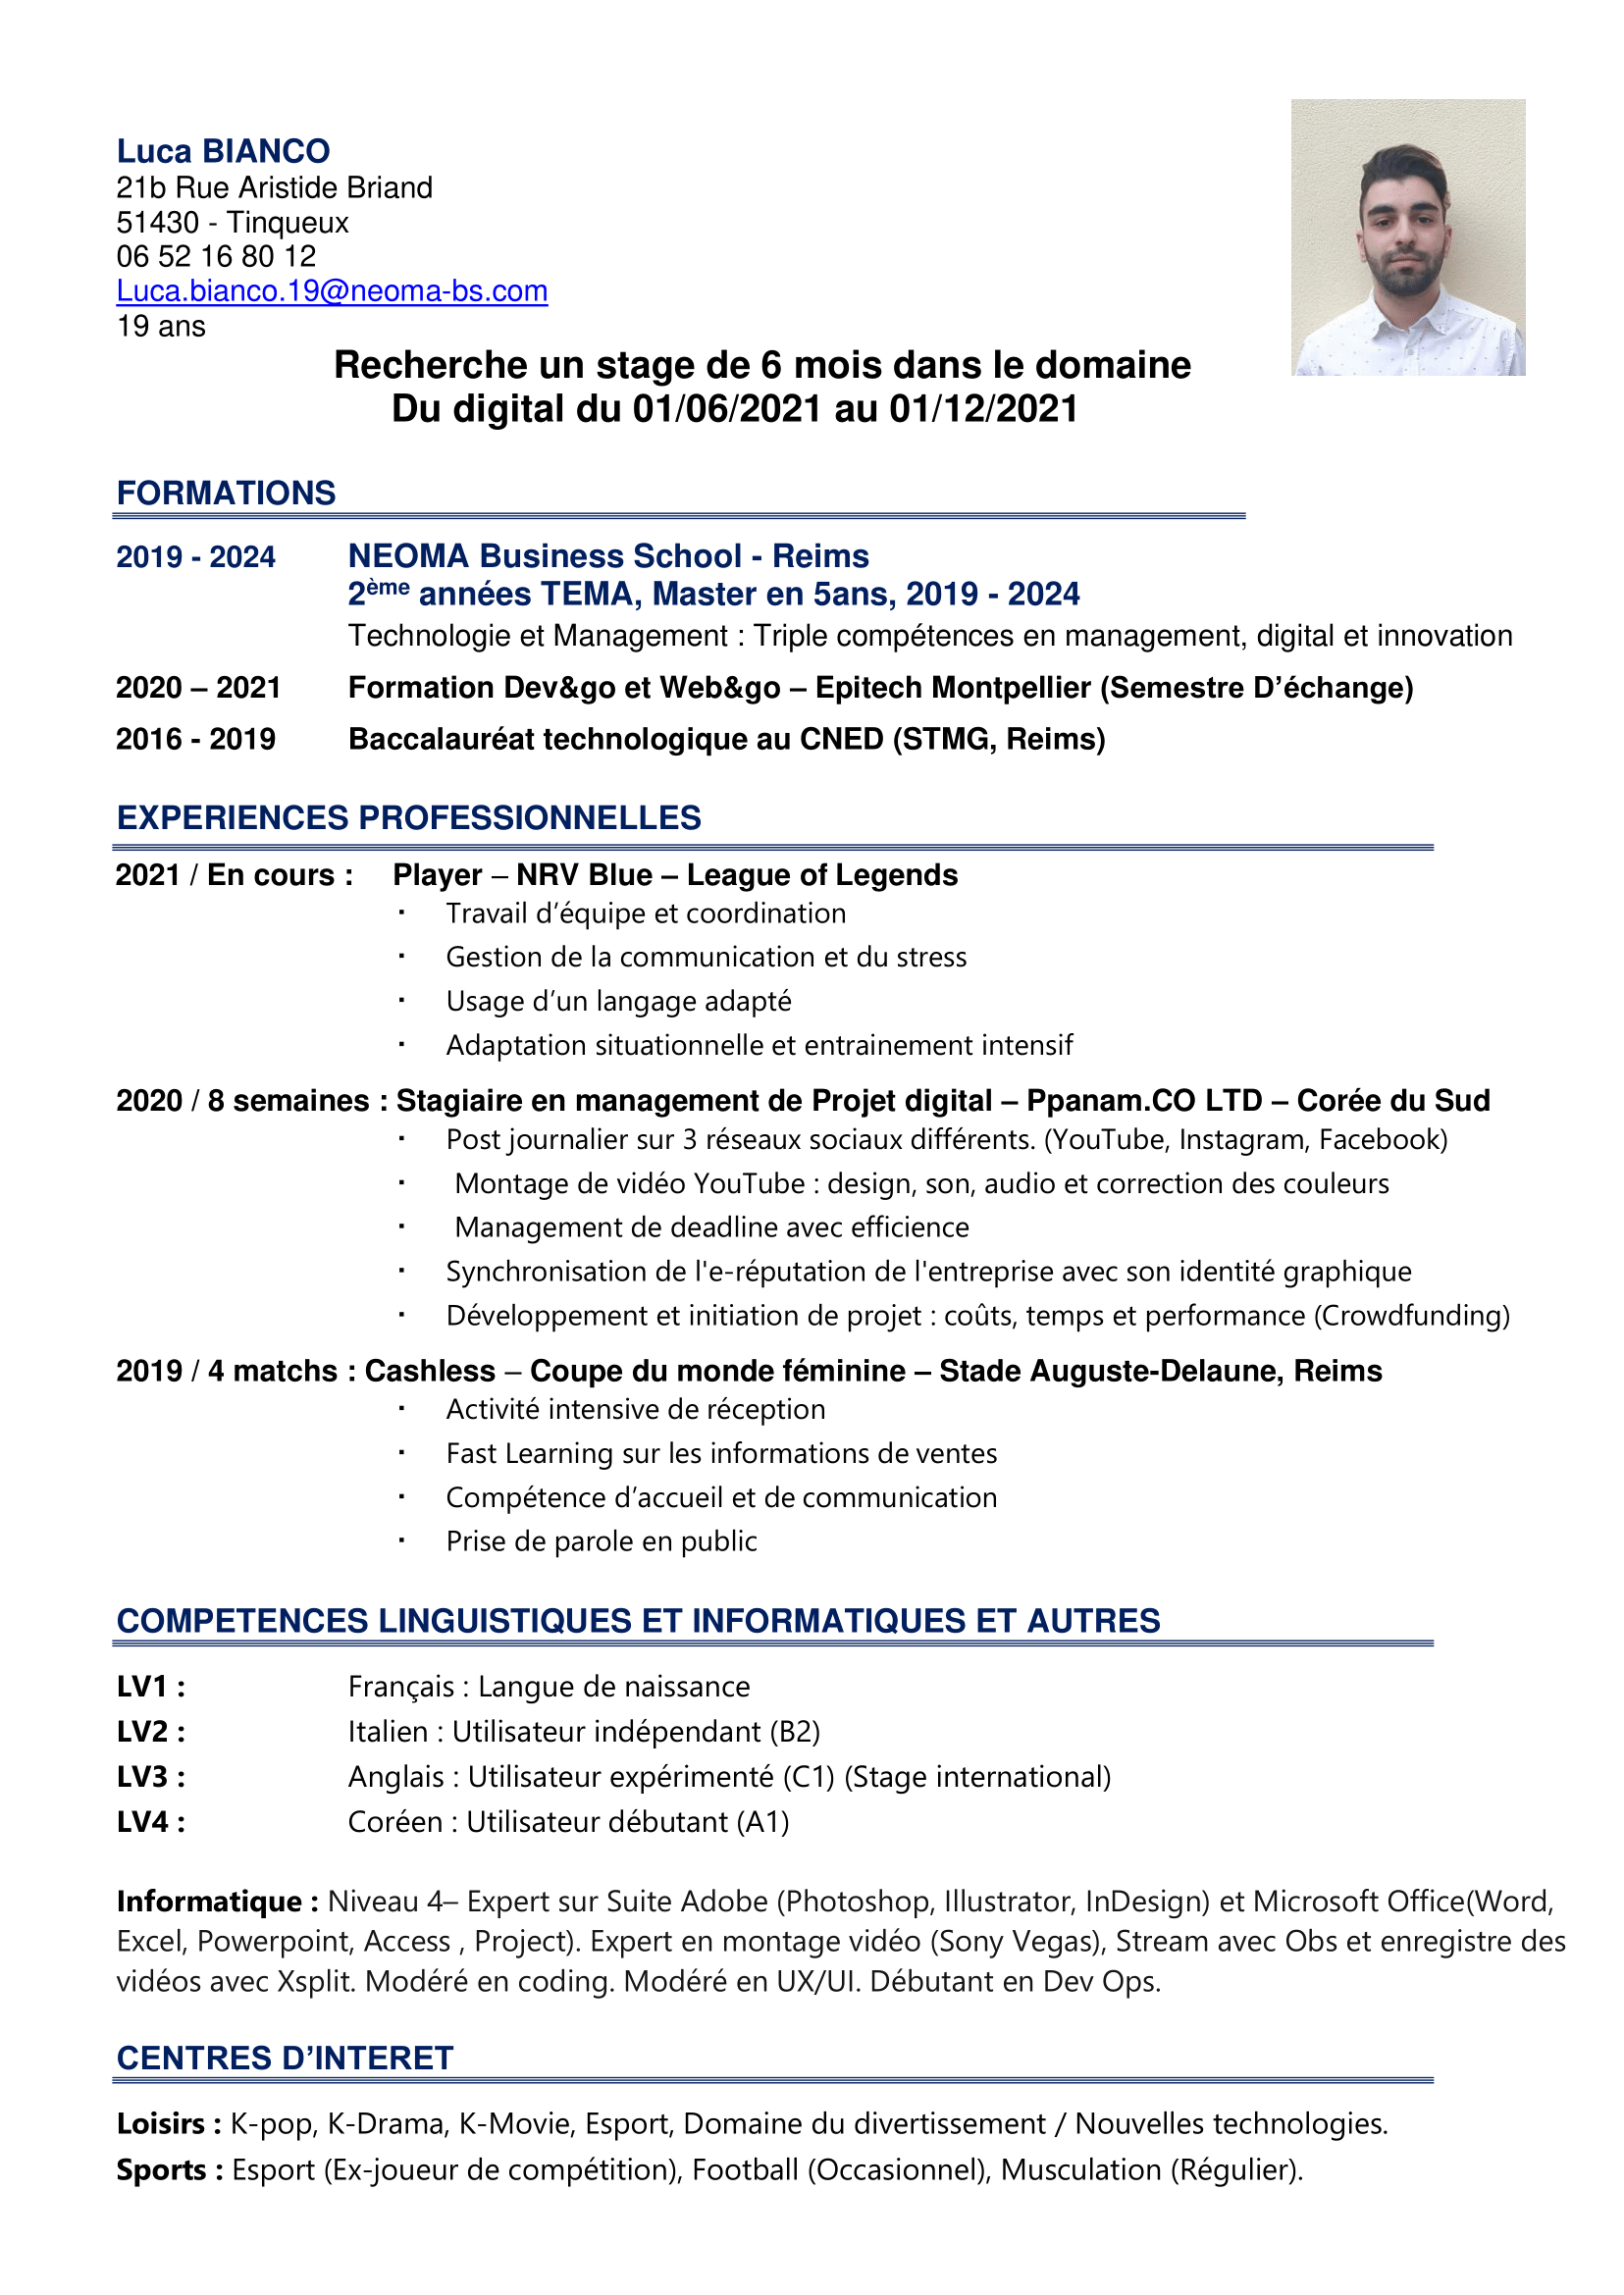 Luca BIANCO
21b Rue Aristide Briand
51430 - Tinqueux
06 52 16 80 12
Luca.bianco.19@neoma-bs.com
19 ans
Recherche un stage de 6 mois dans le domaine
Du digital du 01/06/2021 au 01/12/2021
FORMATIONS
2019 - 2024 NEOMA Business School - Reims
2ème années TEMA, Master en 5ans, 2019 - 2024
Technologie et Management : Triple compétences en management, digital et innovation
2020 – 2021 Formation Dev&go et Web&go – Epitech Montpellier (Semestre D’échange)
2016 - 2019 Baccalauréat technologique au CNED (STMG, Reims)
EXPERIENCES PROFESSIONNELLES
2021 / En cours : Player – NRV Blue – League of Legends
▪ Travail d’équipe et coordination
▪ Gestion de la communication et du stress
▪ Usage d’un langage adapté
▪ Adaptation situationnelle et entrainement intensif
2020 / 8 semaines : Stagiaire en management de Projet digital – Ppanam.CO LTD – Corée du Sud
▪ Post journalier sur 3 réseaux sociaux différents. (YouTube, Instagram, Facebook)
▪ Montage de vidéo YouTube : design, son, audio et correction des couleurs
▪ Management de deadline avec efficience
▪ Synchronisation de l'e-réputation de l'entreprise avec son identité graphique
▪ Développement et initiation de projet : coûts, temps et performance (Crowdfunding)
2019 / 4 matchs : Cashless – Coupe du monde féminine – Stade Auguste-Delaune, Reims
▪ Activité intensive de réception
▪ Fast Learning sur les informations de ventes
▪ Compétence d’accueil et de communication
▪ Prise de parole en public
COMPETENCES LINGUISTIQUES ET INFORMATIQUES ET AUTRES
LV1 : Français : Langue de naissance
LV2 : Italien : Utilisateur indépendant (B2)
LV3 : Anglais : Utilisateur expérimenté (C1) (Stage international)
LV4 : Coréen : Utilisateur débutant (A1)
Informatique : Niveau 4– Expert sur Suite Adobe (Photoshop, Illustrator, InDesign) et Microsoft Office(Word,
Excel, Powerpoint, Access , Project). Expert en montage vidéo (Sony Vegas), Stream avec Obs et enregistre des
vidéos avec Xsplit. Modéré en coding. Modéré en UX/UI. Débutant en Dev Ops.
CENTRES D’INTERET
Loisirs : K-pop, K-Drama, K-Movie, Esport, Domaine du divertissement / Nouvelles technologies.
Sports : Esport (Ex-joueur de compétition), Football (Occasionnel), Musculation (Régulier).